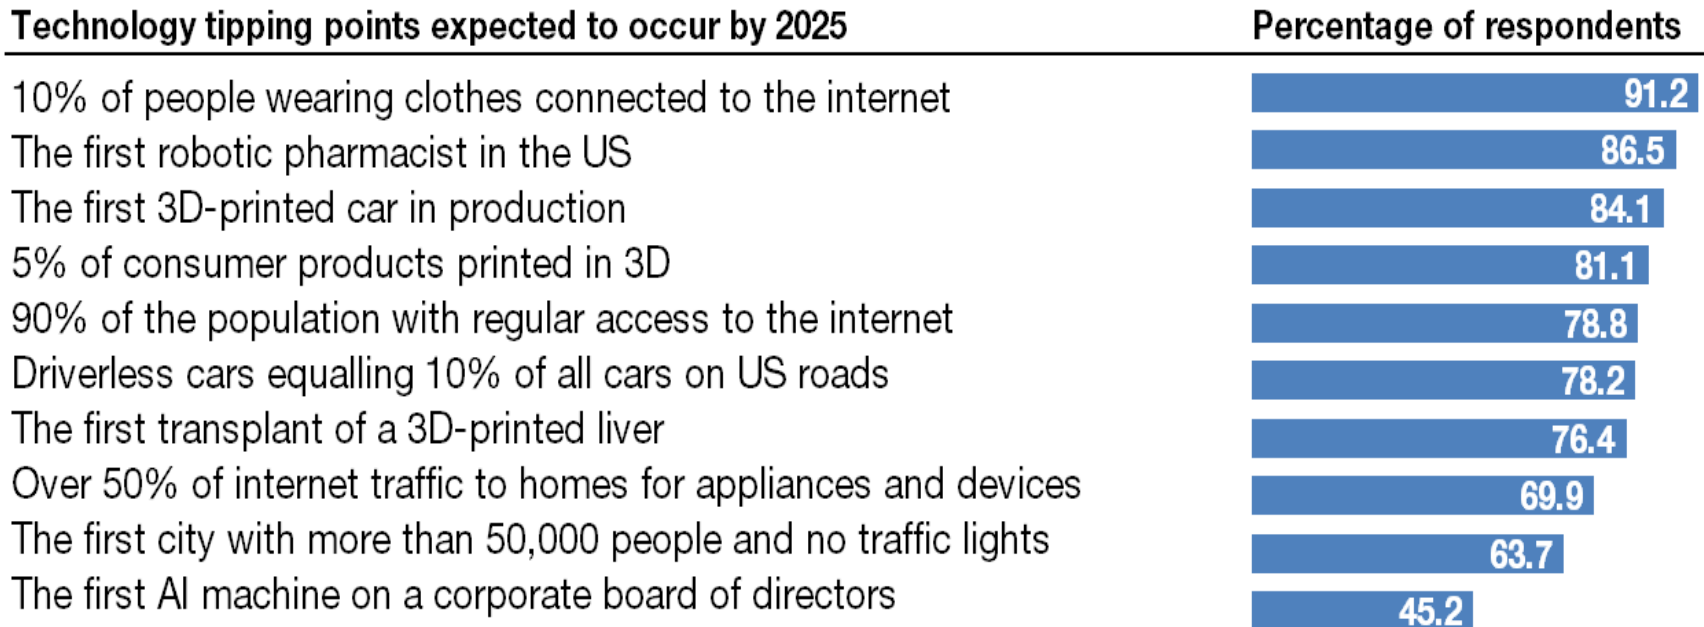 Technology tipping points expected to occur by 2025 Percentage of respondents
10% of people wearing clothes connected to the internet 91.2
The first robotic pharmacist in the US 86.5
The first 3D-printed car in production 84.1
5% of consumer products printed in 3D 81.1
90% of the population with regular access to the internet 78.8
Driverless cars equalling 10% of all cars on US roads 78.2
The first transplant of a 3D-printed liver 76.4
Over 50% of internet traffic to homes for appliances and devices 69.9
The first city with more than 50,000 people and no traffic lights 63.7
The first AI machine on a corporate board of directors 45.2